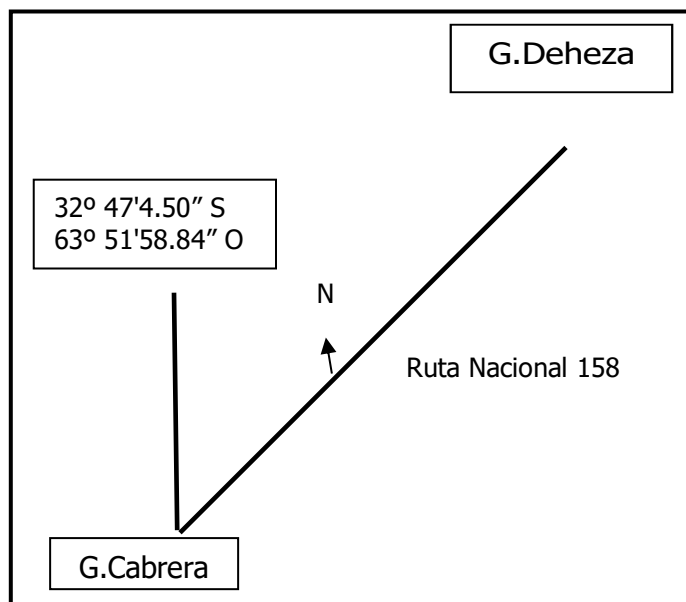 G.Deheza
32º 47'4.50” S
63º 51'58.84” O
N
Ruta Nacional 158
G.Cabrera